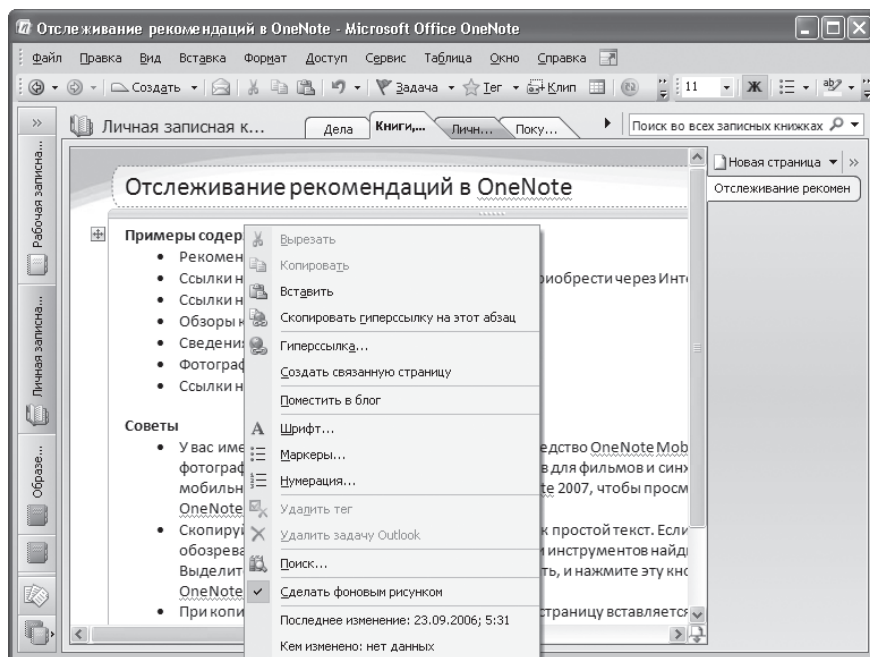 Отслеживание рекомендаций в OneNote - Microsoft Office OneNote
Файл Правка Вид Вставка Формат Доступ Сервис Таблица Окно Справка
Создать Задача Тег Клип 11 Ж
Личная записная к... Дела Книги,... Личн... Поку... Поиск во всех записных книжках
Новая страница
Отслеживание рекомен
Рабочая записна...
Личная записна...
Образе...
Отслеживание рекомендаций в OneNote
Примеры содер
Рекомен
Ссылки н риобрести через Инт
Ссылки н
Обзоры к
Сведени
Фотограф
Ссылки н
Советы
У вас име едство OneNote Mob
фотограф в для фильмов и синх
мобильн te 2007, чтобы просм
OneNote
Скопируй к простой текст. Если
обозрева и инструментов найд
Выделит ть, и нажмите эту кно
OneNote
При копи страницу вставляется
Вырезать
Копировать
Вставить
Скопировать гиперссылку на этот абзац
Гиперссылка...
Создать связанную страницу
Поместить в блог
Шрифт...
Маркеры...
Нумерация...
Удалить тег
Удалить задачу Outlook
Поиск...
Сделать фоновым рисунком
Последнее изменение: 23.09.2006; 5:31
Кем изменено: нет данных